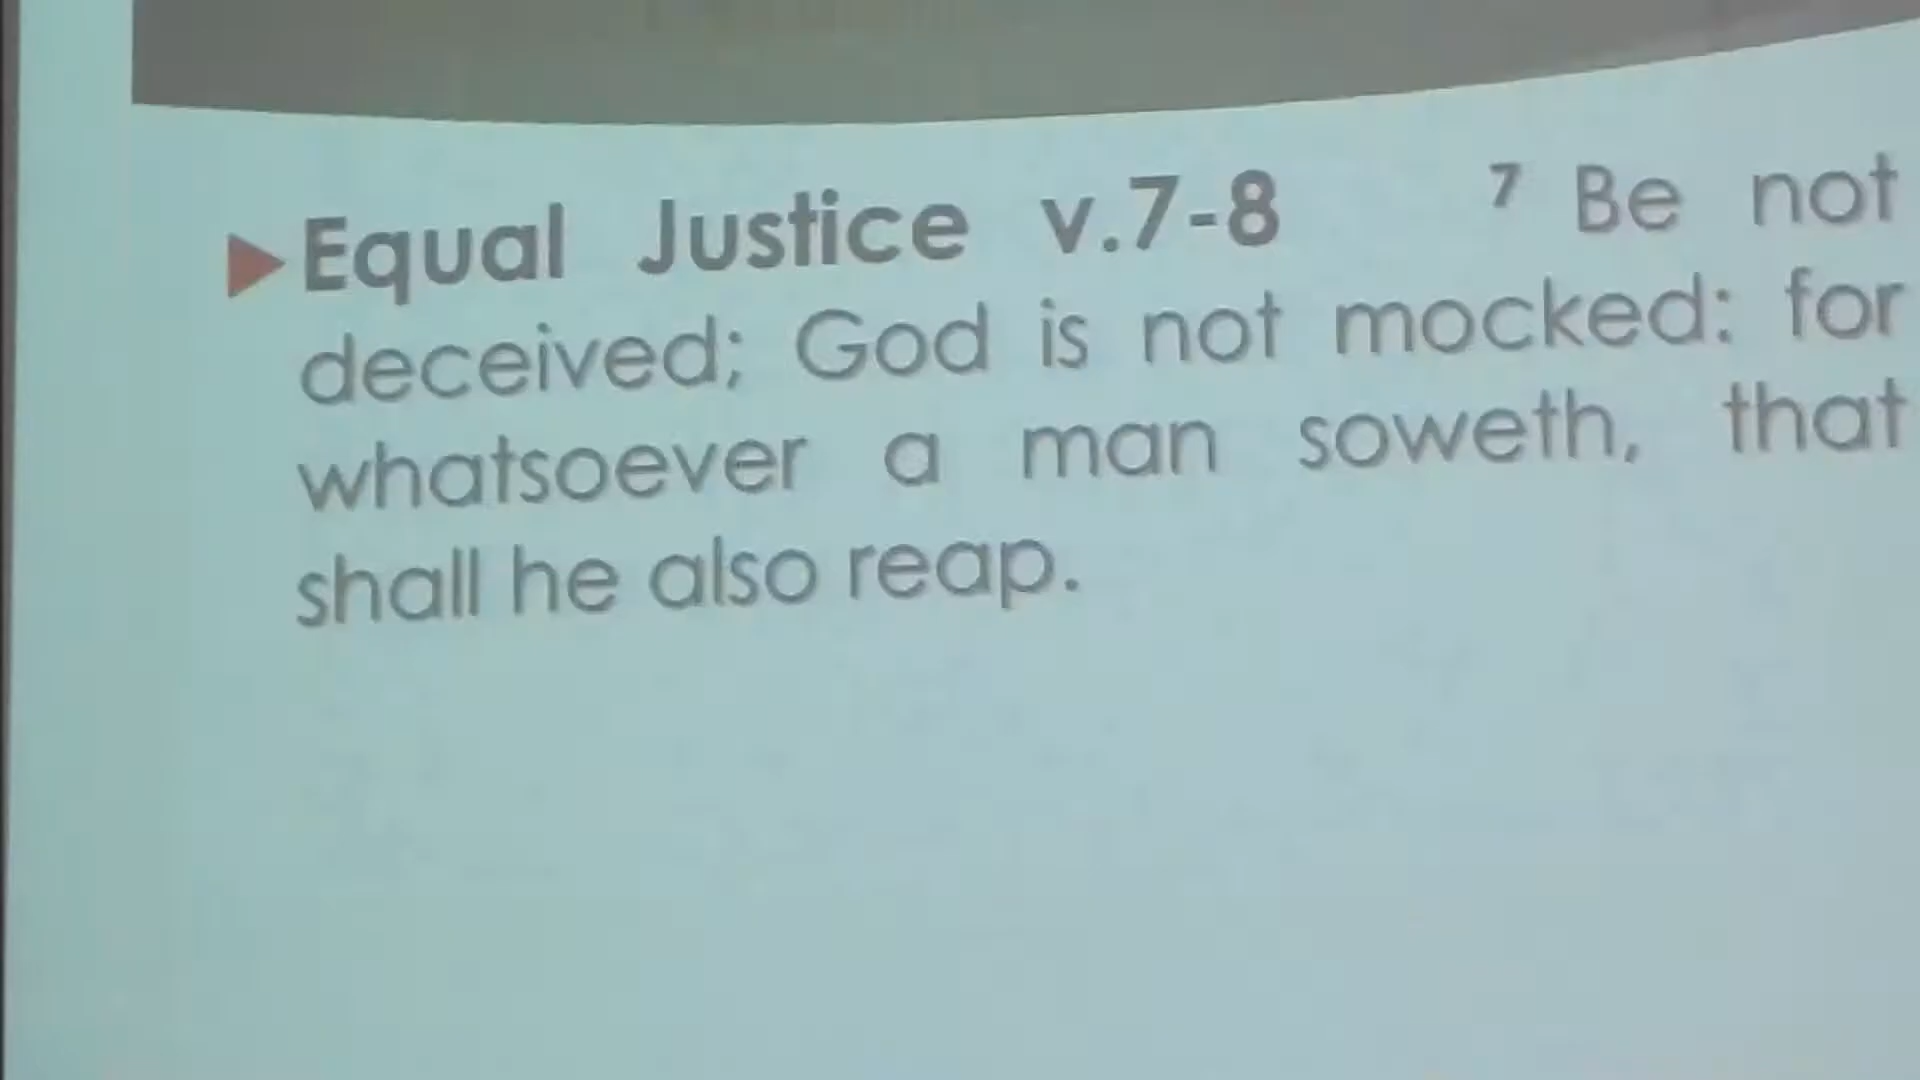 Equal Justice v.7-8 7 Be not
deceived; God is not mocked: for
whatsoever a man soweth, that
shall he also reap.